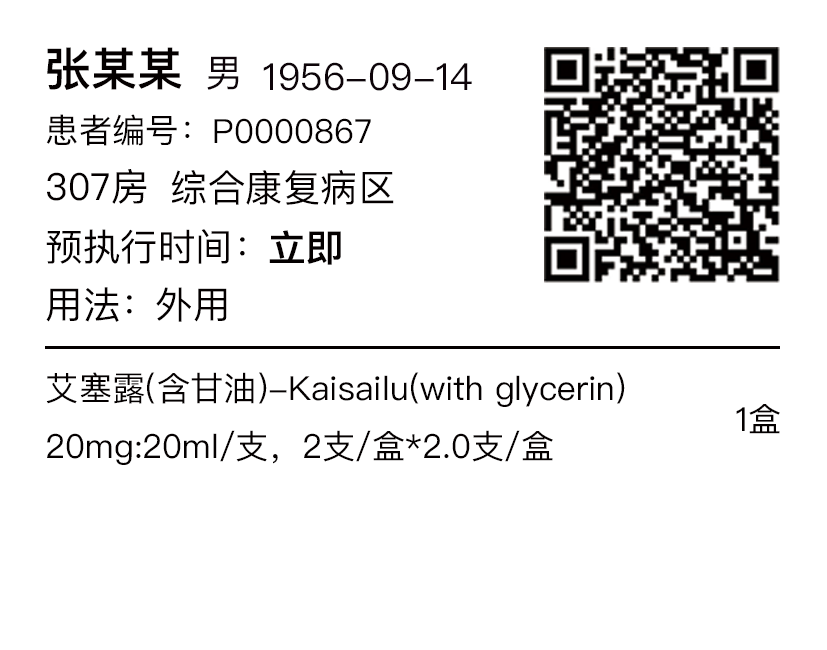 张某某 男 1956-09-14
患者编号：P0000867
307房 综合康复病区
预执行时间：立即
用法：外用
艾塞露(含甘油)-Kaisailu(with glycerin)
20mg:20ml/支，2支/盒*2.0支/盒
1盒